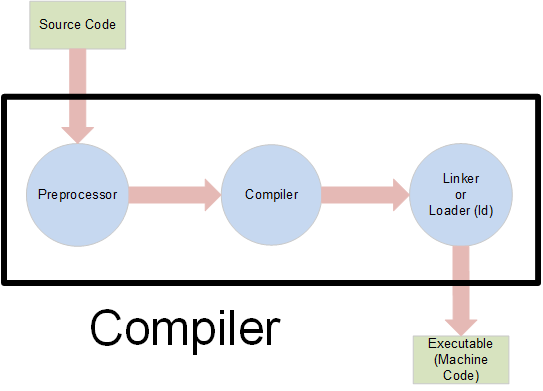 Source Code
Preprocessor
Compiler
Linker
or
Loader (ld)
Compiler
Executable
(Machine
Code)